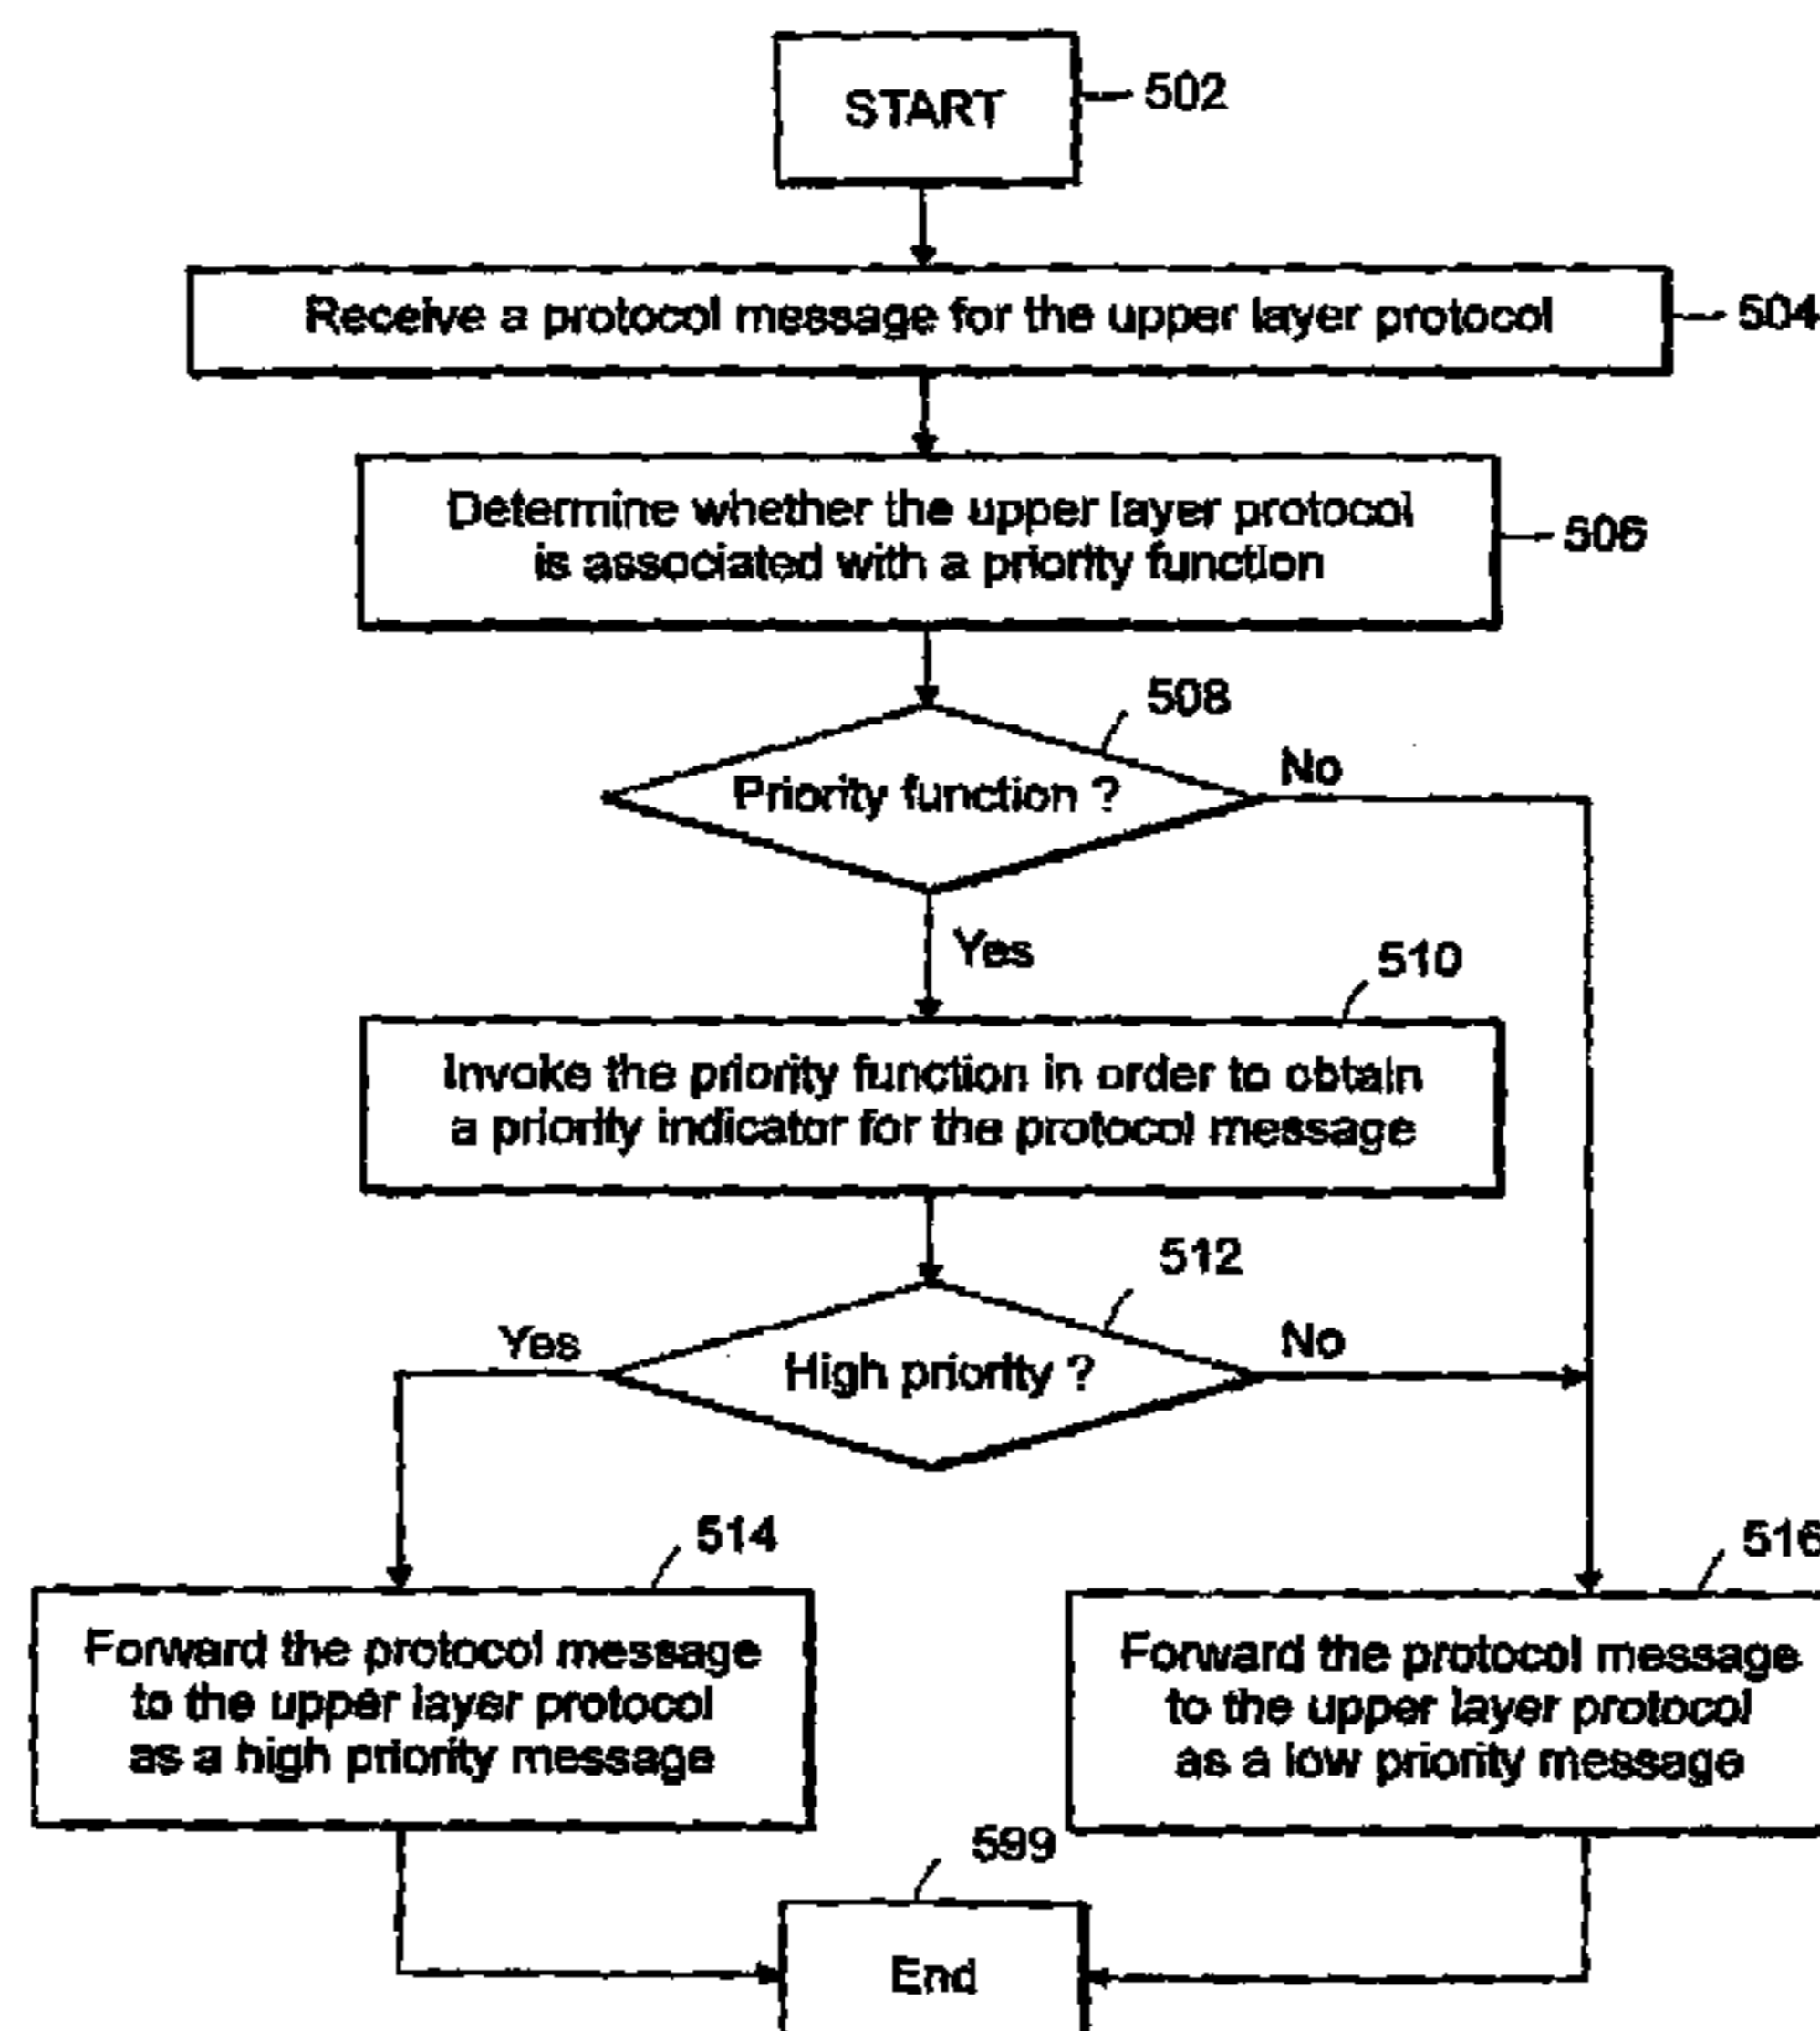 START
502
Receive a protocol message for the upper layer protocol
504
Determine whether the upper layer protocol
is associated with a priority function
506
508
Priority function ?
No
Yes
510
Invoke the priority function in order to obtain
a priority indicator for the protocol message
512
Yes
High priority ?
No
514
516
Forward the protocol message
to the upper layer protocol
as a high priority message
Forward the protocol message
to the upper layer protocol
as a low priority message
599
End